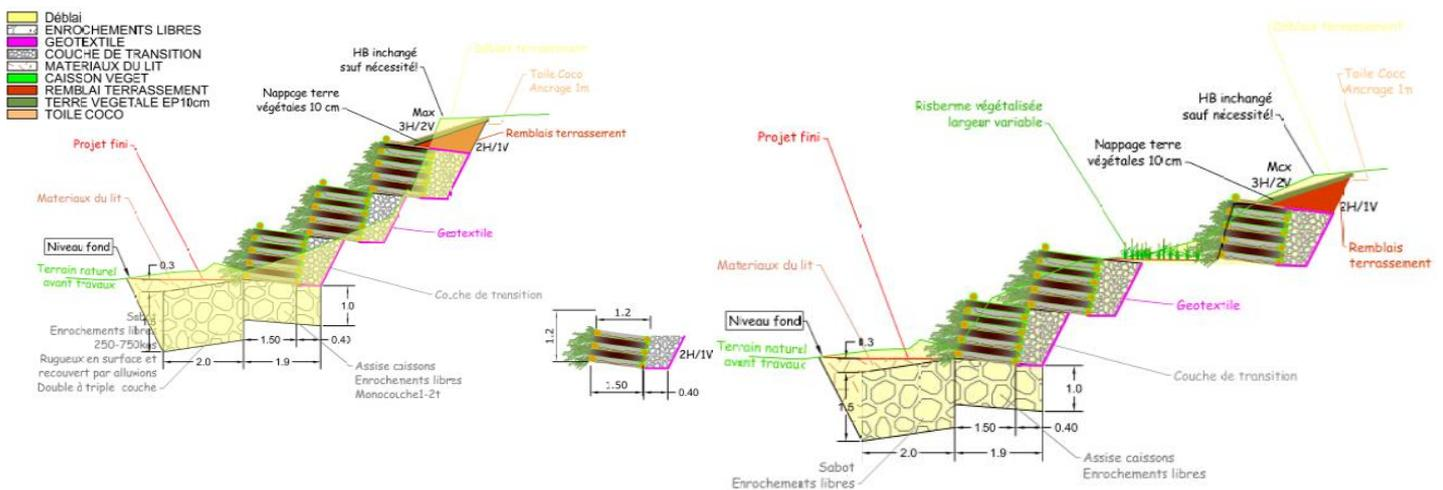 Déblai
ENROCHEMENTS LIBRES
GEOTEXTILE
COUCHE DE TRANSITION
MATERIAUX DU LIT
CAISSON VEGET
REMBLAI TERRASSEMENT
TERRE VEGETALE EP10cm
TOILE COCO
HB inchangé
sauf nécessité!
Déblais terrassement
Toile Coco
Ancrage 1m
Nappage terre
végétales 10 cm
Max
3H/2V
Remblais terrassement
2H/1V
Projet fini
Materiaux du lit
Niveau fond
Geotextile
Terrain naturel
avant travaux
0.3
Couche de transition
1.0
Enrochements libres
250-750kgs
Rugueux en surface et
recouvert par alluvions
Double à triple couche
1.50
0.40
2.0
1.9
Assise caissons
Enrochements libres
Monocouche1-2t
1.2
1.2
2H/1V
1.50
0.40
Déblais terrassement
Toile Cocc
Ancrage 1m
Risberme végétalisée
largeur variable
HB inchangé
sauf nécessité!
Projet fini
Nappage terre
végétales 10cm
Mcx
3H/2V
2H/1V
Remblais
terrassement
Materiaux du lit
Geotextile
Niveau fond
Terrain naturel
avant travaux
0.3
Couche de transition
1.5
1.0
1.50
0.40
2.0
1.9
Sabot
Enrochements libres
Assise caissons
Enrochements libres